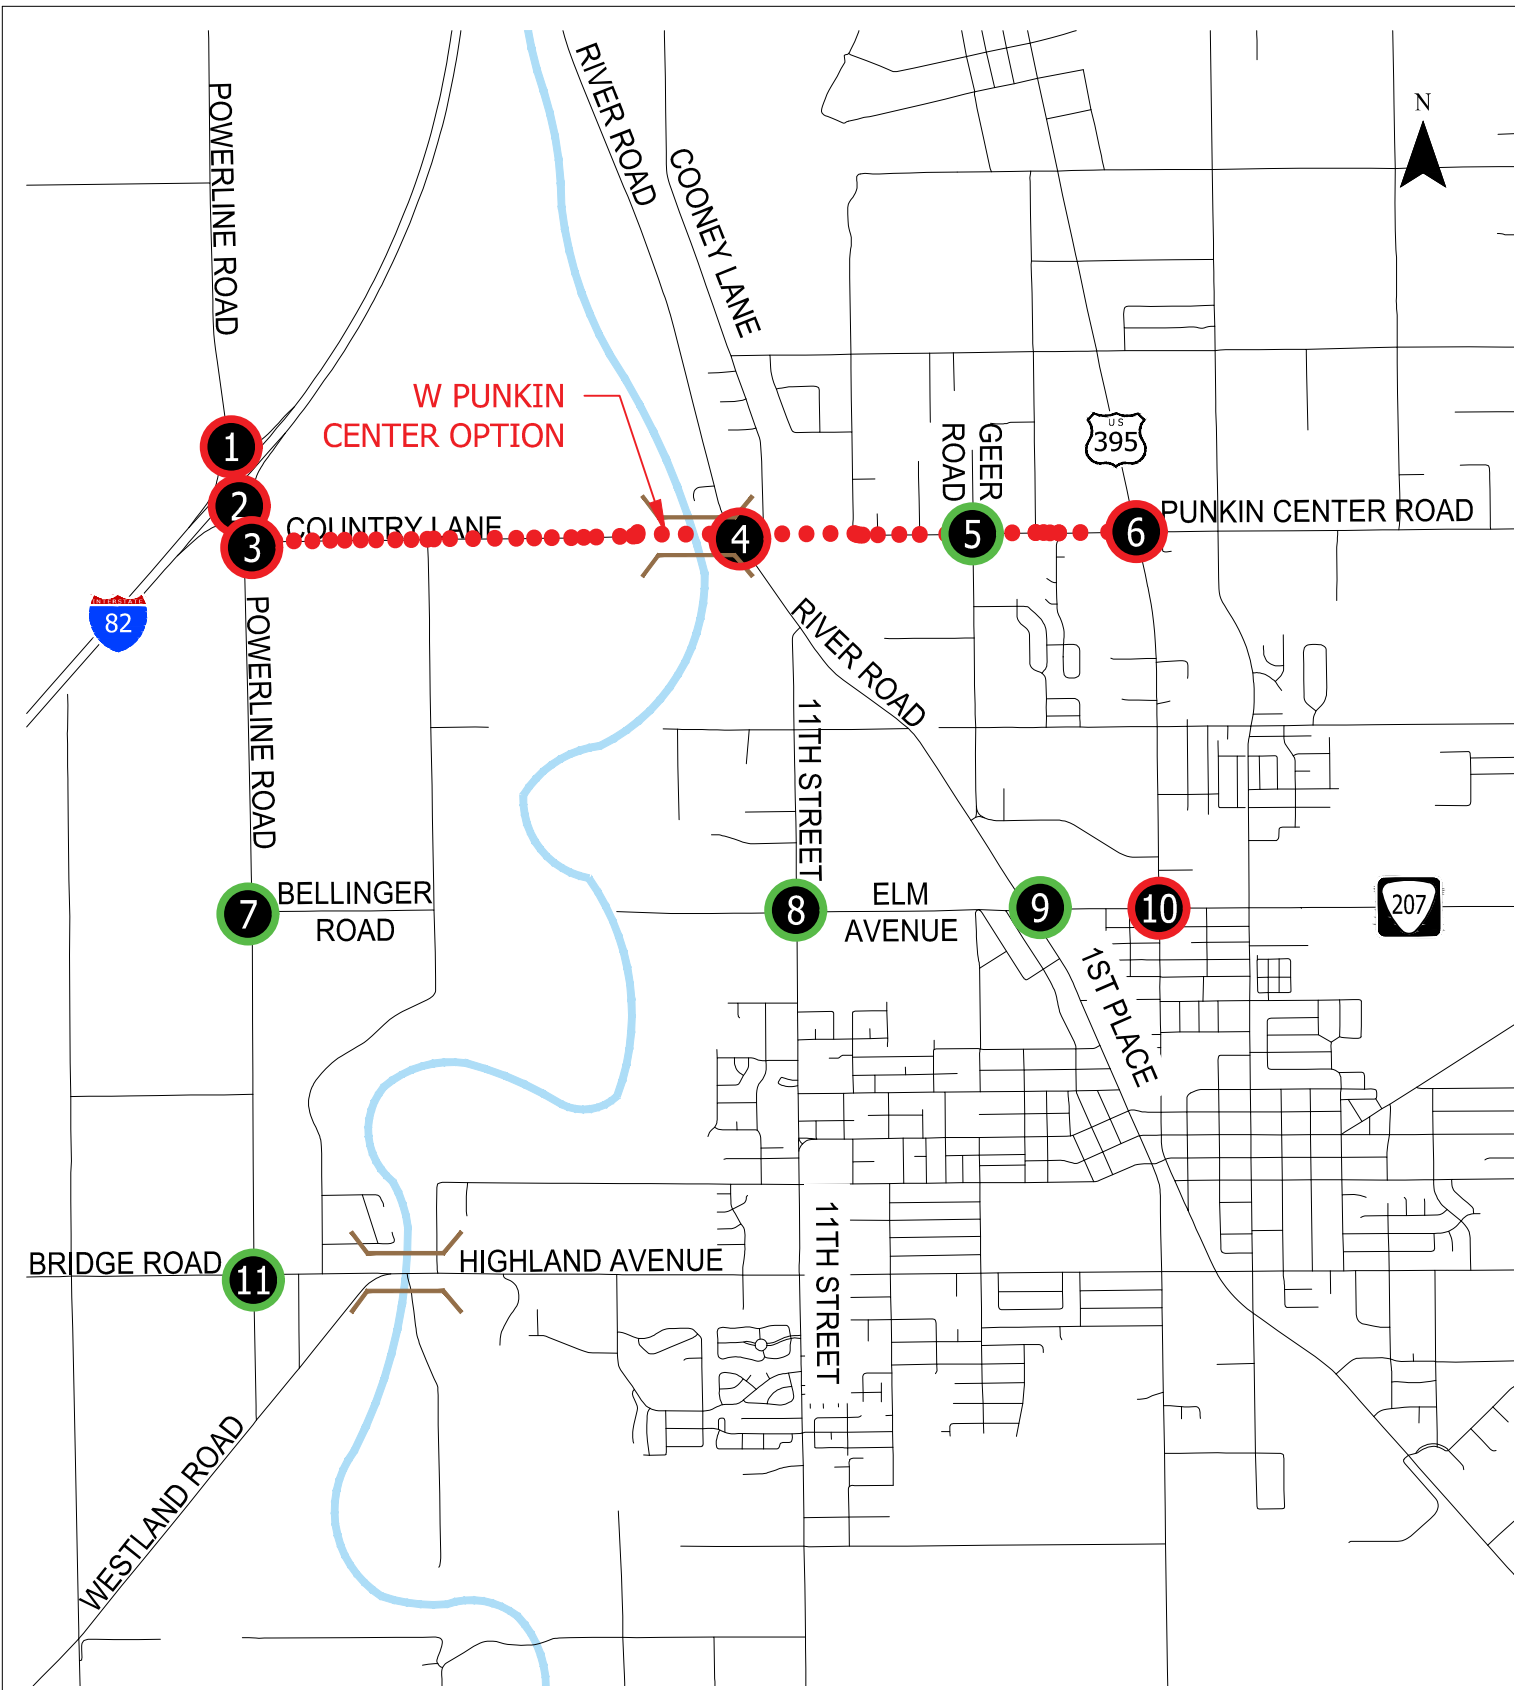 N
POWERLINE ROAD
RIVER ROAD
COONEY LANE
W PUNKIN
CENTER OPTION
GEER
ROAD
US
395
1
2
3
COUNTRY LANE
4
5
6
PUNKIN CENTER ROAD
INTERSTATE
82
POWERLINE ROAD
RIVER ROAD
11TH STREET
7
BELLINGER
ROAD
8
ELM
AVENUE
9
10
207
1ST PLACE
BRIDGE ROAD
11
HIGHLAND AVENUE
11TH STREET
WESTLAND ROAD